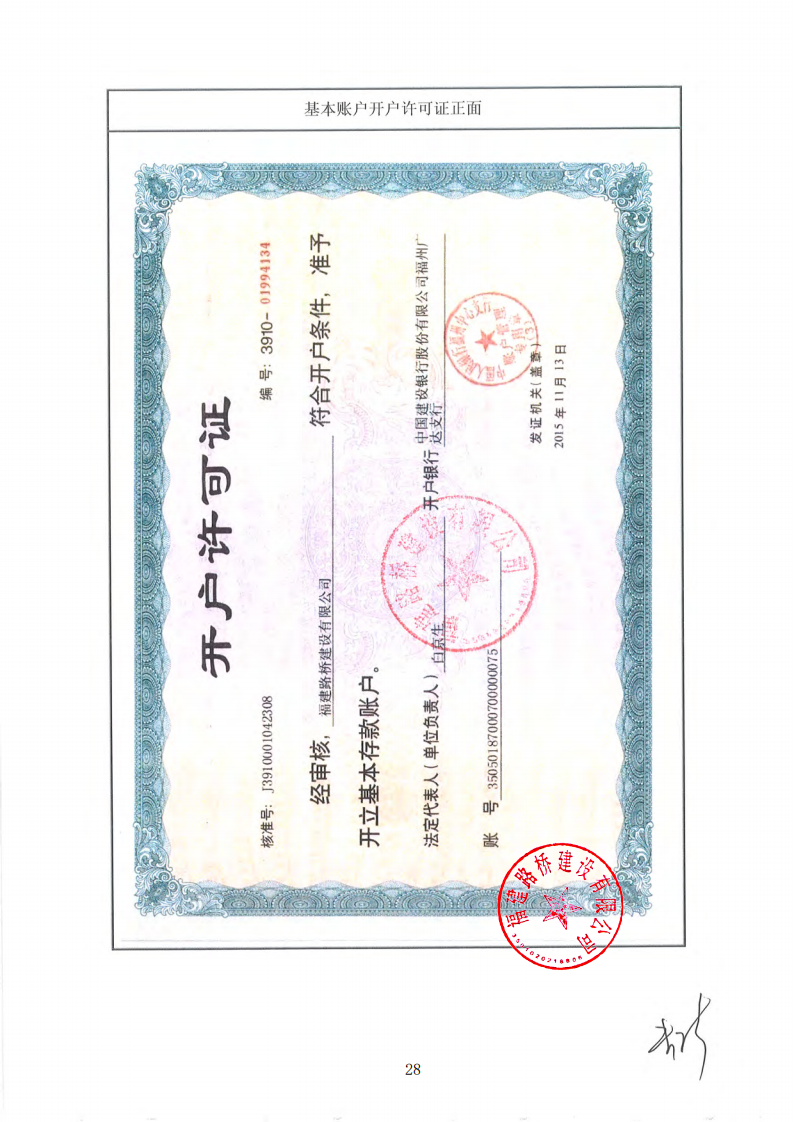 基本账户开户许可证正面
开户许可证
核准号: J3910001042308
编 号: 3910- 01994134
经审核, 福建路桥建设有限公司 符合开户条件, 准予
开立基本存款账户。
法定代表人(单位负责人) 白京生 开户银行 中国建设银行股份有限公司福州广
达支行
账 号 35050187000700000075
发证机关(盖章)
2015 年 11 月 13 日
福建路桥建设有限公司
28